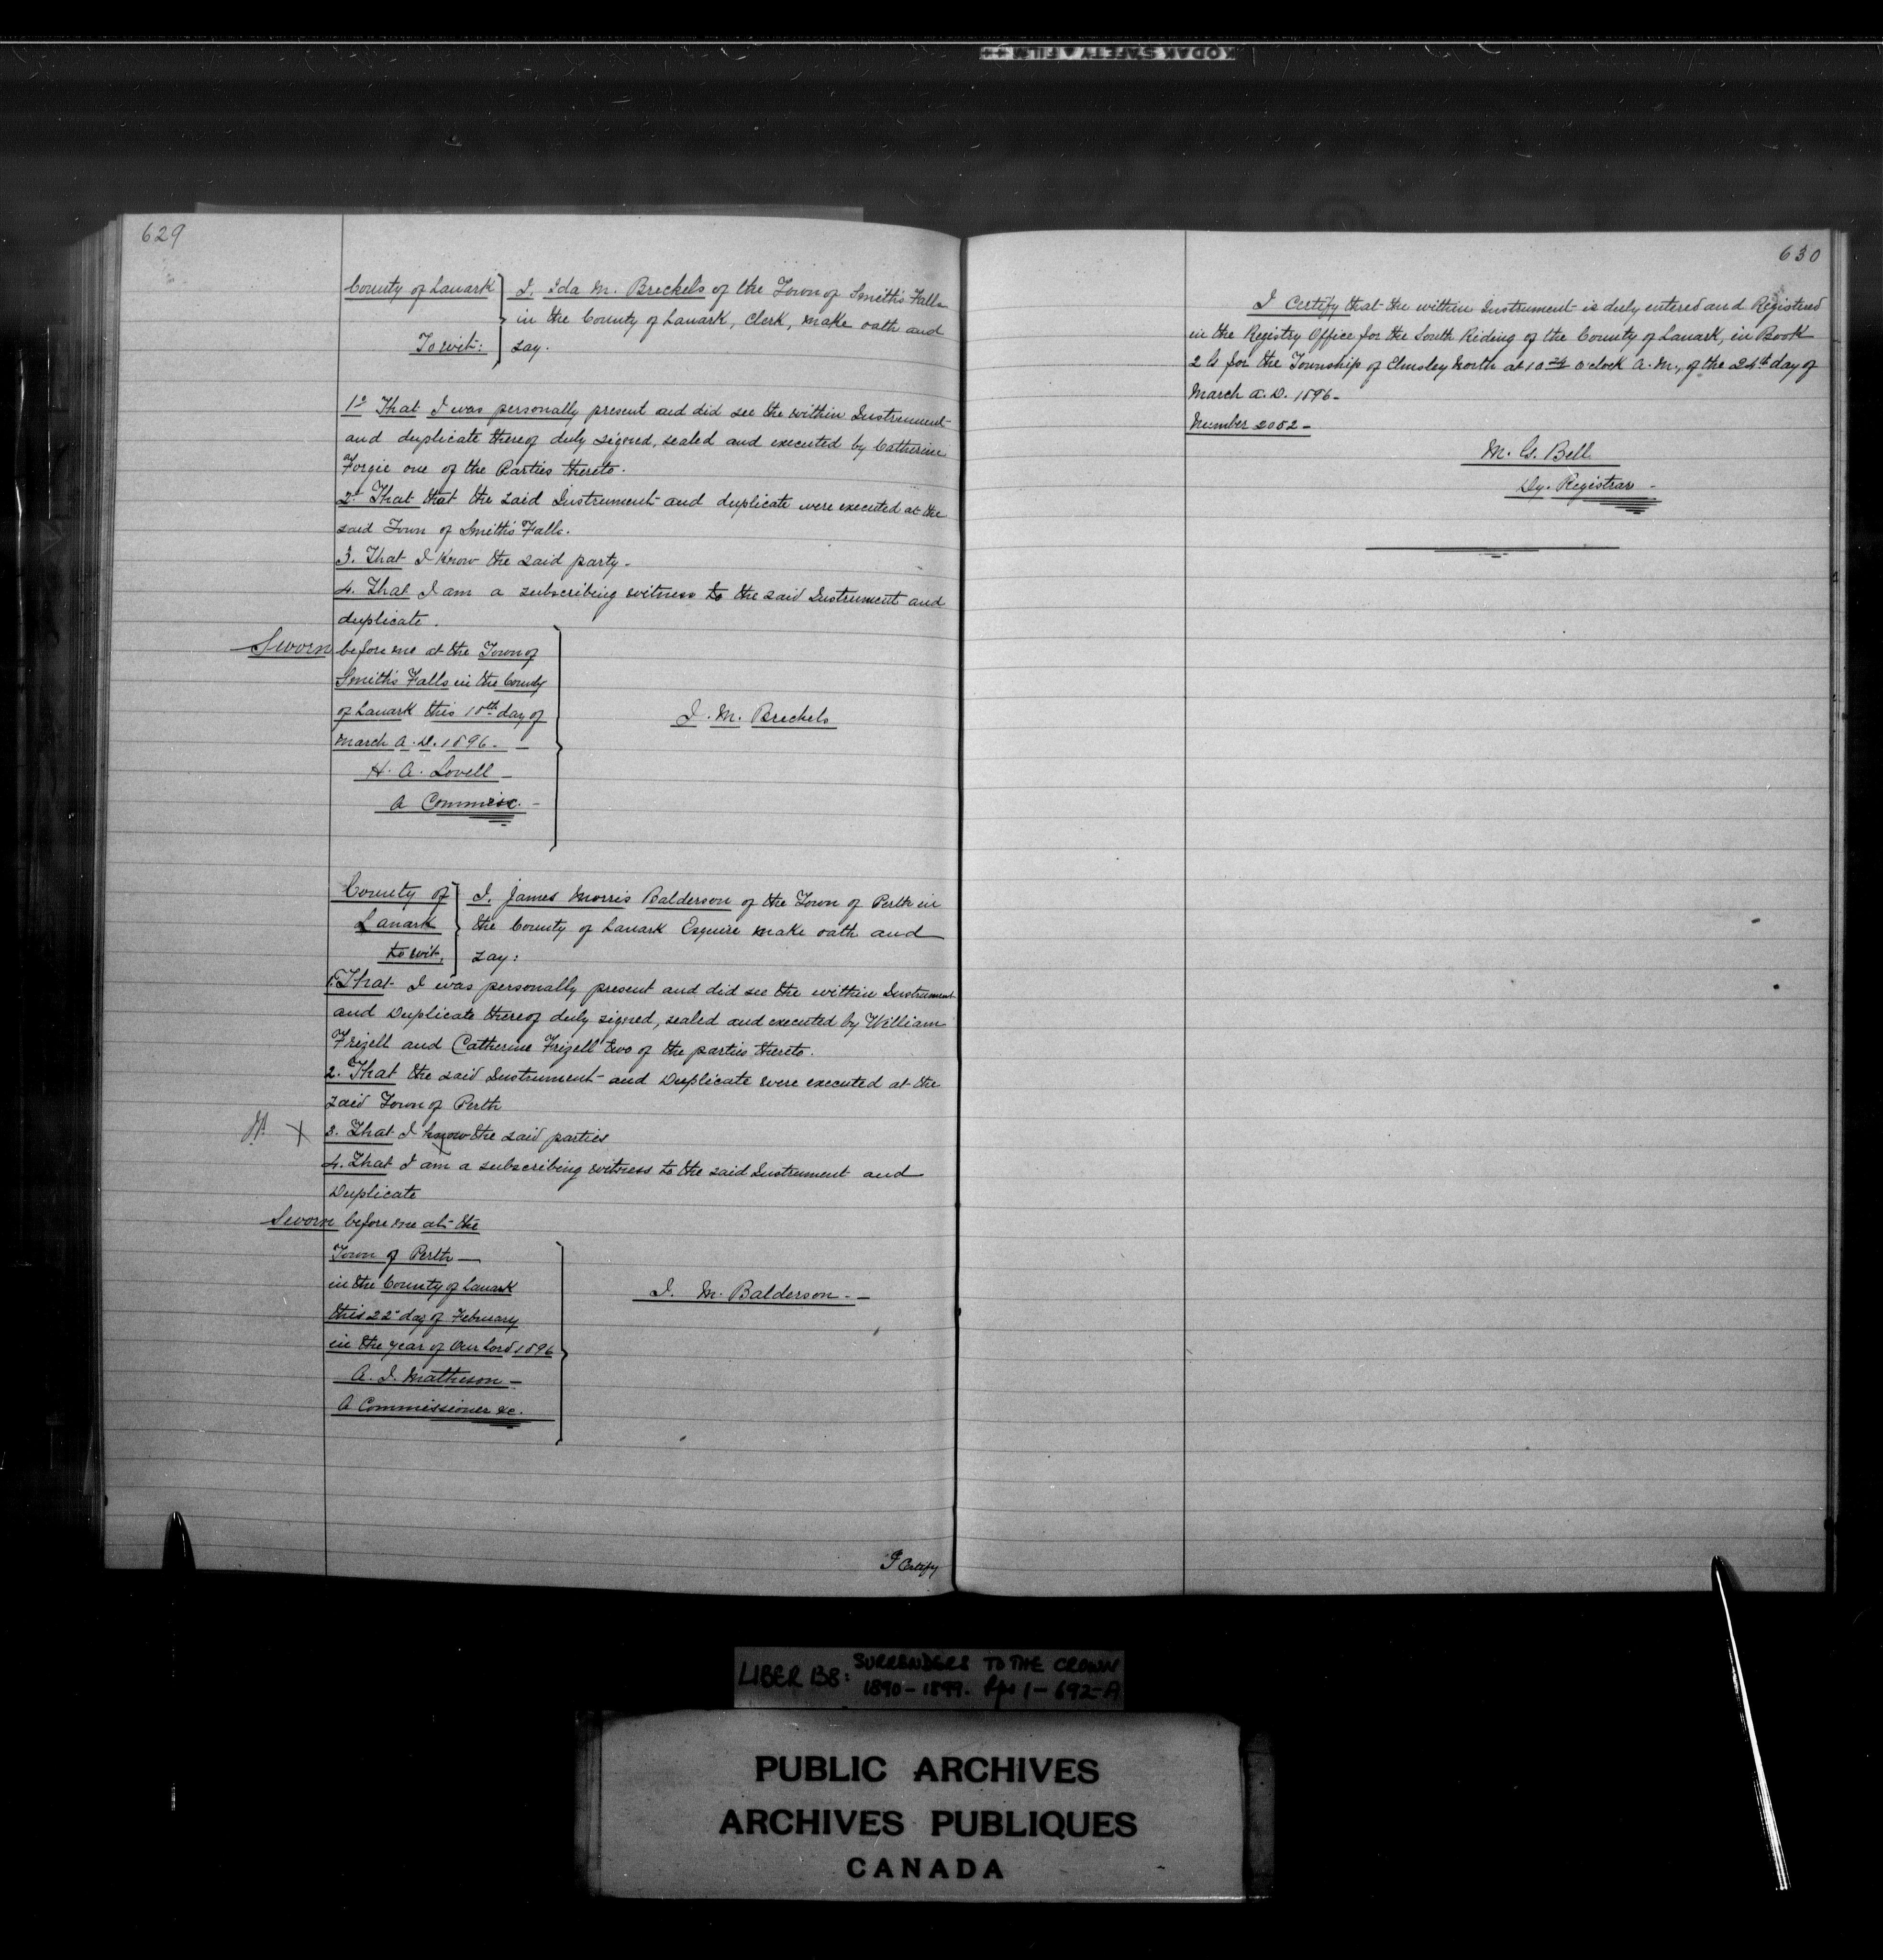 KODAK SAFETY FILM
629
County of Lanark } I, Ida M. Breckels of the Town of Smith's Falls
in the County of Lanark, Clerk, make oath and
To wit: } say.
1º That I was personally present and did see the within Instrument
and duplicate thereof duly signed, sealed and executed by Catherine
Forgie one of the Parties thereto.
2d That that the said Instrument and duplicate were executed at the
said Town of Smith's Falls.
3. That I know the said party.
4. That I am a subscribing witness to the said Instrument and
duplicate.
Sworn before me at the Town of
Smith's Falls in the County
of Lanark this 18th day of
March A.D. 1896.
I. M. Breckels
H. A. Lovell
A Commiss.
County of } I, James Morris Balderson of the Town of Perth in
Lanark } the County of Lanark Esquire make oath and
to wit, } say:
1. That I was personally present and did see the within Instrument
and Duplicate thereof duly signed, sealed and executed by William
Frizell and Catherine Frizell two of the parties thereto.
2. That the said Instrument and Duplicate were executed at the
said Town of Perth
X 3. That I know the said parties
4. That I am a subscribing witness to the said Instrument and
Duplicate
Sworn before me at the
Town of Perth
in the County of Lanark
this 22d day of February
in the year of Our Lord 1896
J. M. Balderson
A. J. Matheson
A Commissioner &c.
I Certify
630
I Certify that the within Instrument is duly entered and Registered
in the Registry Office for the South Riding of the County of Lanark, in Book
2 G for the Township of Elmsley North at 10 o'clock A.M., of the 24th day of
March A.D. 1896
Number 2052
M. G. Bell
Dy. Registrar
LIBER BB: SURRENDERS TO THE CROWN
1890-1899. Pps 1-692-A
PUBLIC ARCHIVES
ARCHIVES PUBLIQUES
CANADA